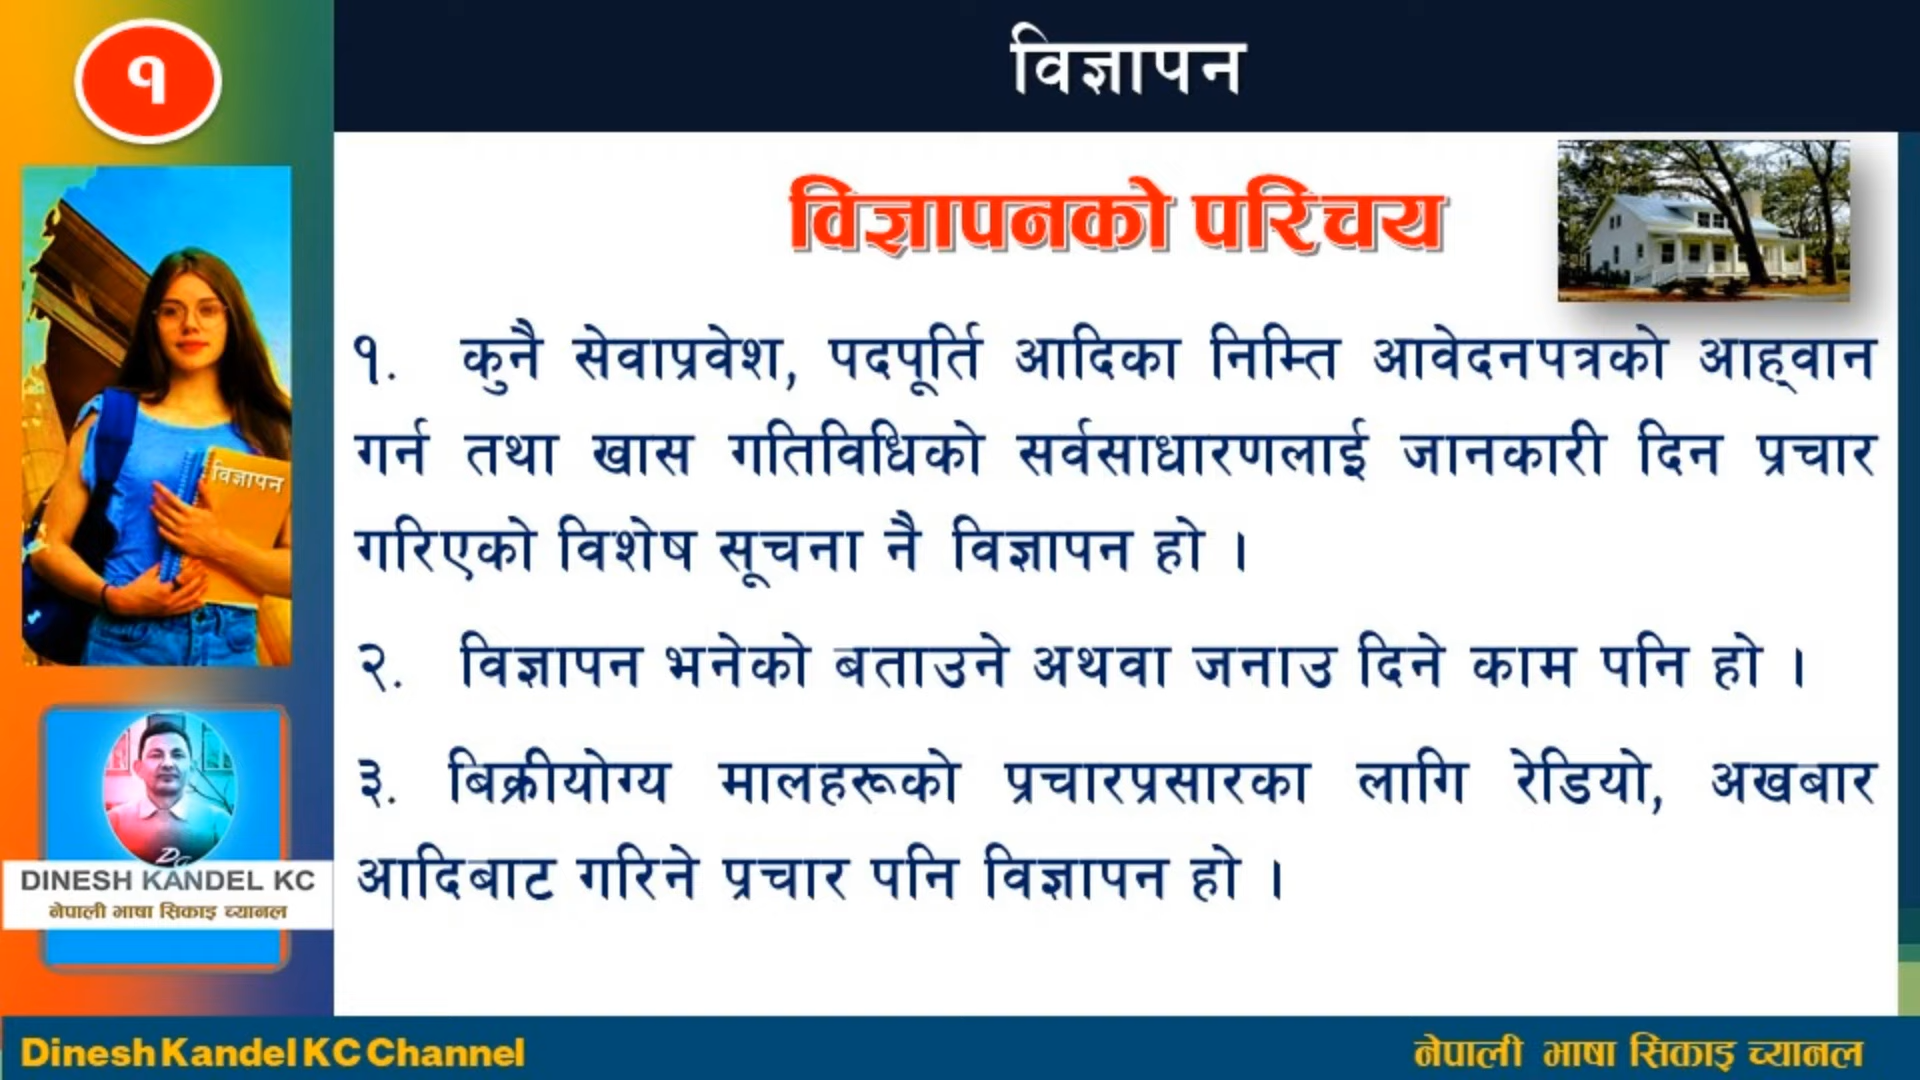 १
विज्ञापन
विज्ञापनको परिचय
१. कुनै सेवाप्रवेश, पदपूर्ति आदिका निम्ति आवेदनपत्रको आह्‌वान
गर्न तथा खास गतिविधिको सर्वसाधारणलाई जानकारी दिन प्रचार
गरिएको विशेष सूचना नै विज्ञापन हो ।
२. विज्ञापन भनेको बताउने अथवा जनाउ दिने काम पनि हो ।
३. बिक्रीयोग्य मालहरूको प्रचारप्रसारका लागि रेडियो, अखबार
आदिबाट गरिने प्रचार पनि विज्ञापन हो ।
विज्ञापन
DINESH KANDEL KC
नेपाली भाषा सिकाइ च्यानल
Dinesh Kandel KC Channel
नेपाली भाषा सिकाइ च्यानल